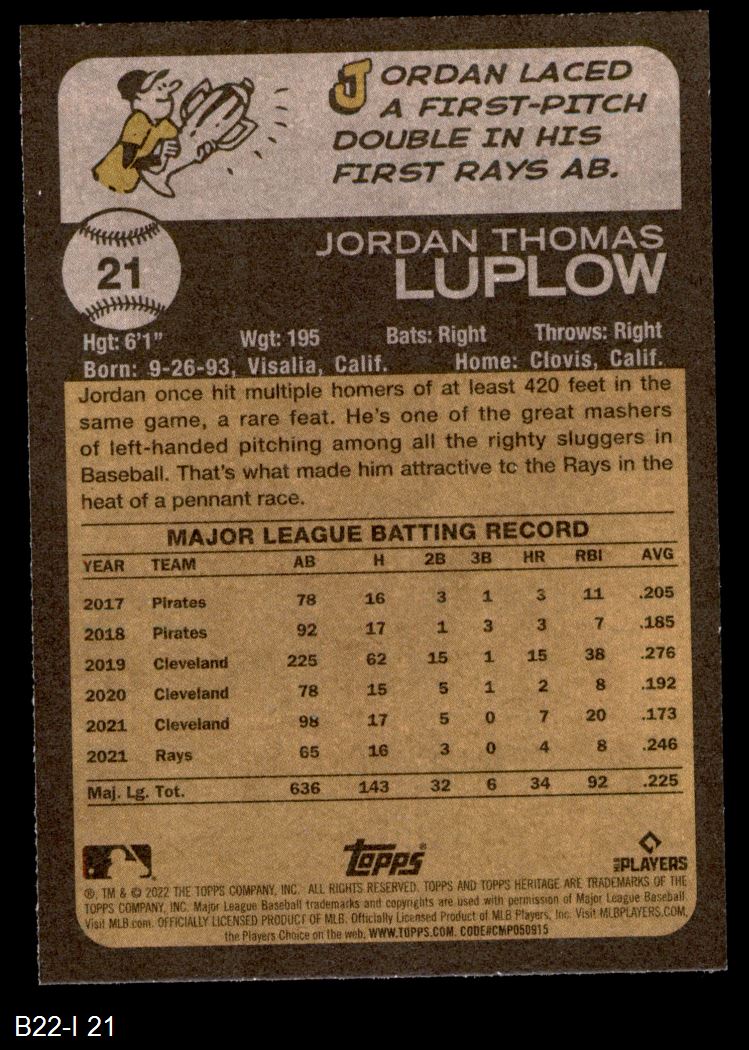 JORDAN LACED
A FIRST-PITCH
DOUBLE IN HIS
FIRST RAYS AB.
21
JORDAN THOMAS
LUPLOW
Hgt: 6'1" Wgt: 195 Bats: Right Throws: Right
Born: 9-26-93, Visalia, Calif. Home: Clovis, Calif.
Jordan once hit multiple homers of at least 420 feet in the
same game, a rare feat. He's one of the great mashers
of left-handed pitching among all the righty sluggers in
Baseball. That's what made him attractive to the Rays in the
heat of a pennant race.
MAJOR LEAGUE BATTING RECORD
YEAR TEAM AB H 2B 3B HR RBI AVG
2017 Pirates 78 16 3 1 3 11 .205
2018 Pirates 92 17 1 3 3 7 .185
2019 Cleveland 225 62 15 1 15 38 .276
2020 Cleveland 78 15 5 1 2 8 .192
2021 Cleveland 98 17 5 0 7 20 .173
2021 Rays 65 16 3 0 4 8 .246
Maj. Lg. Tot. 636 143 32 6 34 92 .225
Topps
MLB PLAYERS
®, TM & © 2022 THE TOPPS COMPANY, INC. ALL RIGHTS RESERVED. TOPPS AND TOPPS HERITAGE ARE TRADEMARKS OF THE
TOPPS COMPANY, INC. Major League Baseball trademarks and copyrights are used with permission of Major League Baseball.
Visit MLB.com. OFFICIALLY LICENSED PRODUCT OF MLB. Officially Licensed Product of MLB Players, Inc. Visit MLBPLAYERS.COM,
the Players Choice on the web. WWW.TOPPS.COM. CODE#CMP050915
B22-I 21